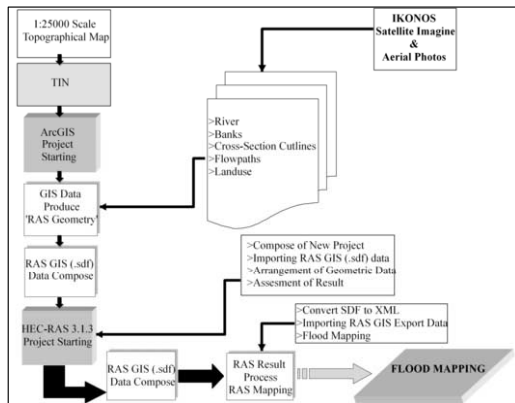 1:25000 Scale
Topographical Map
TIN
ArcGIS
Project
Starting
GIS Data
Produce
'RAS Geometry'
RAS GIS (.sdf)
Data Compose
HEC-RAS 3.1.3
Project Starting
IKONOS
Satellite Imagine
&
Aerial Photos
>River
>Banks
>Cross-Section Cutlines
>Flowpaths
>Landuse
>Compose of New Project
>Importing RAS GIS (.sdf) data
>Arrangement of Geometric Data
>Assesment of Result
>Convert SDF to XML
>Importing RAS GIS Export Data
>Flood Mapping
RAS GIS (.sdf)
Data Compose
RAS Result
Process
RAS Mapping
FLOOD MAPPING